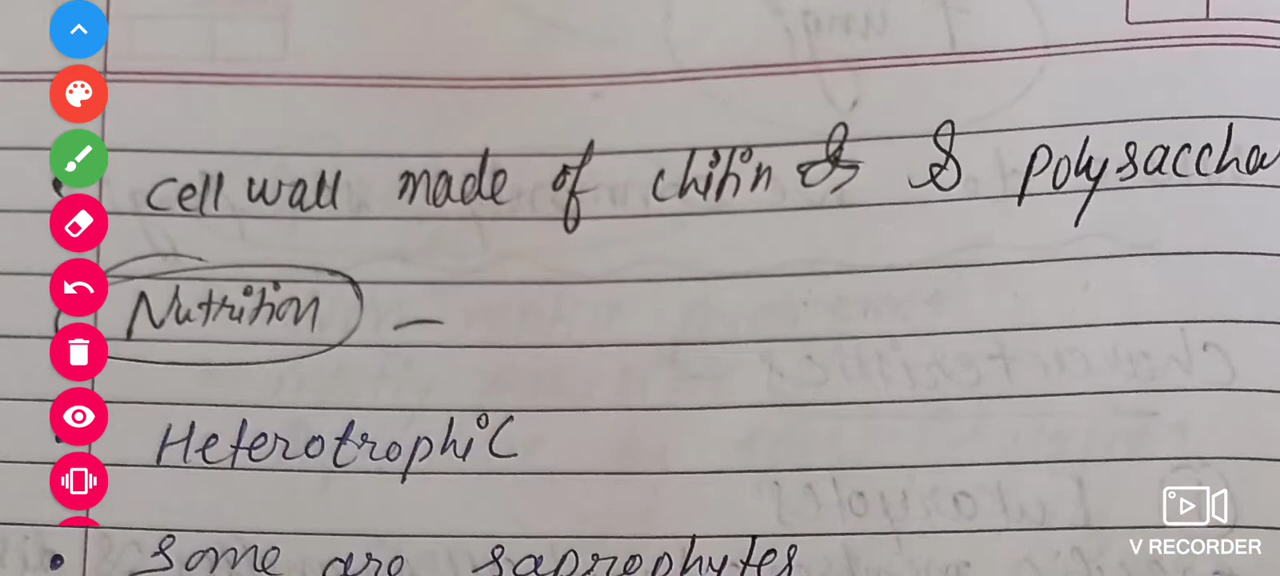 cell wall made of chitin & polysaccha
Nutrition —
Heterotrophic
• Some are saprophytes
V RECORDER